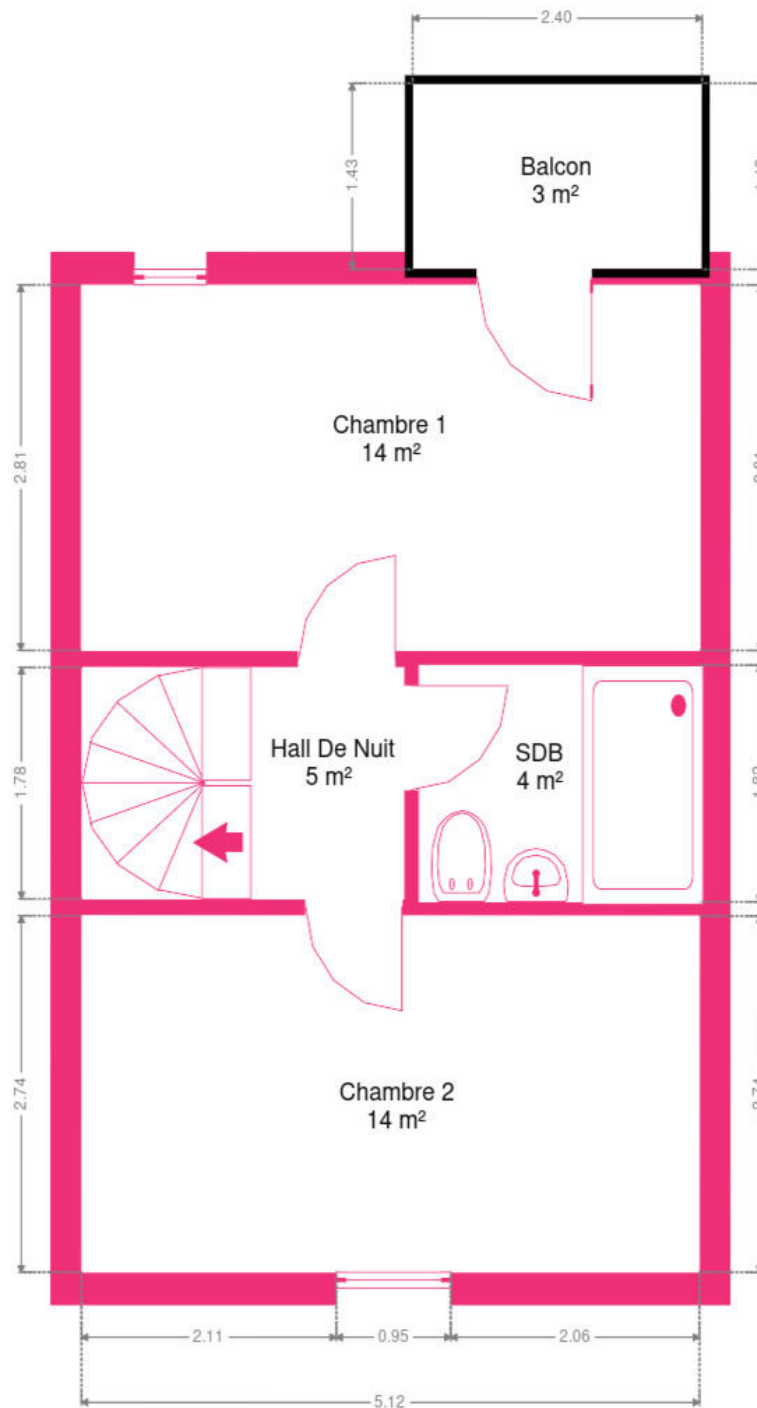 2.40
1.43
Balcon
3 m²
Chambre 1
14 m²
2.81
Hall De Nuit
5 m²
SDB
4 m²
1.78
Chambre 2
14 m²
2.74
2.11
0.95
2.06
5.12